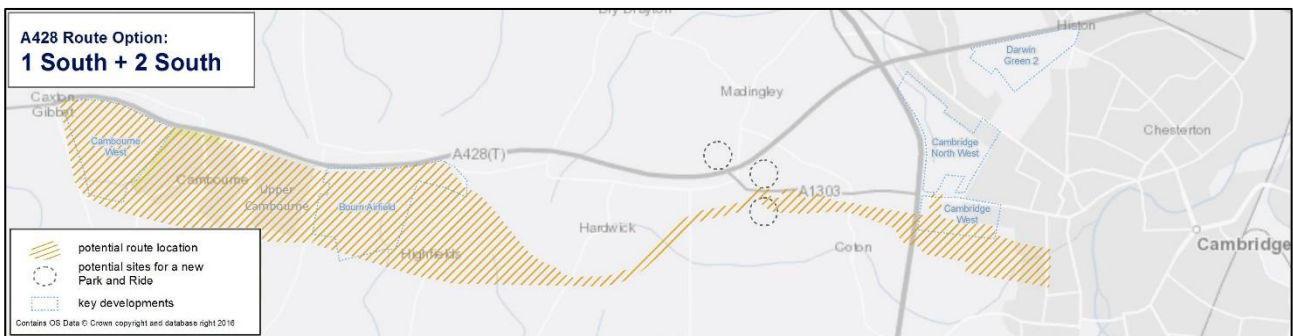 A428 Route Option:
1 South + 2 South
Dry Drayton
Histon
Darwin
Green 2
Madingley
Caxton
Gibbet
Chesterton
Cambourne
West
Cambridge
North West
A428(T)
Cambourne
Upper
Cambourne
A1303
Bourn Airfield
Cambridge
West
Hardwick
Coton
Cambridge
Highfields
potential route location
potential sites for a new
Park and Ride
key developments
Contains OS Data © Crown copyright and database right 2016